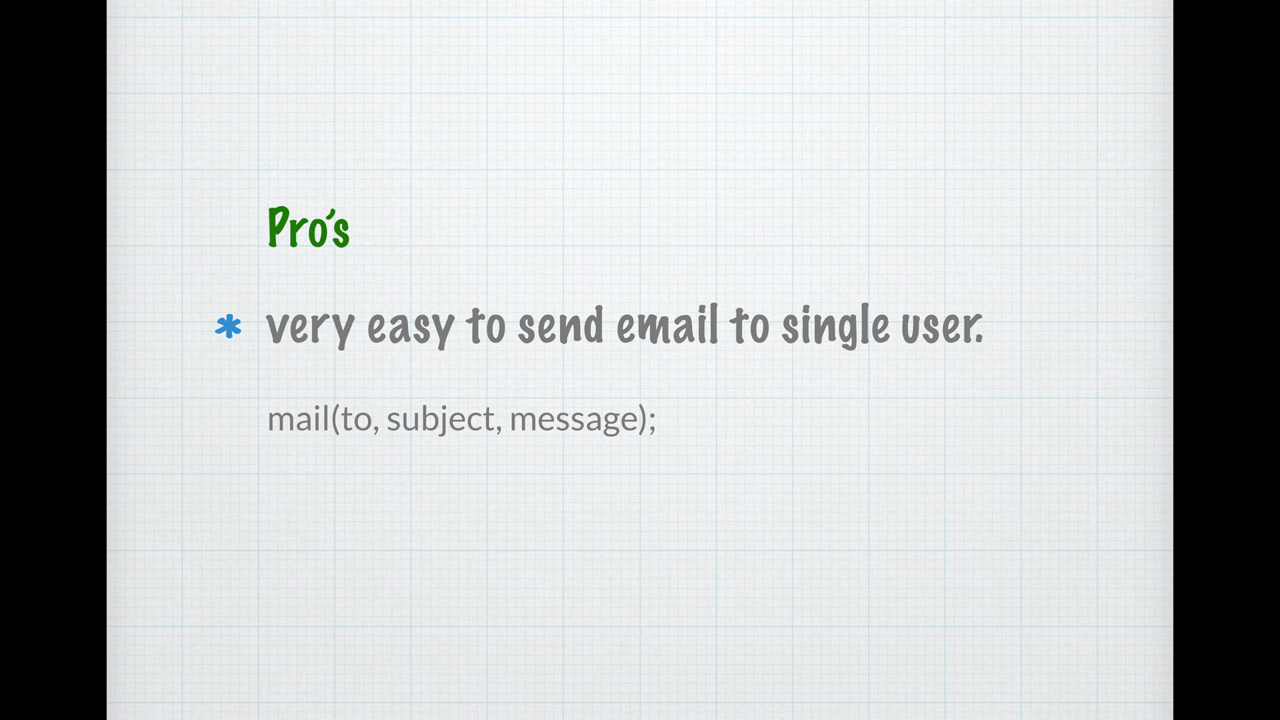 Pro's
* very easy to send email to single user.
mail(to, subject, message);